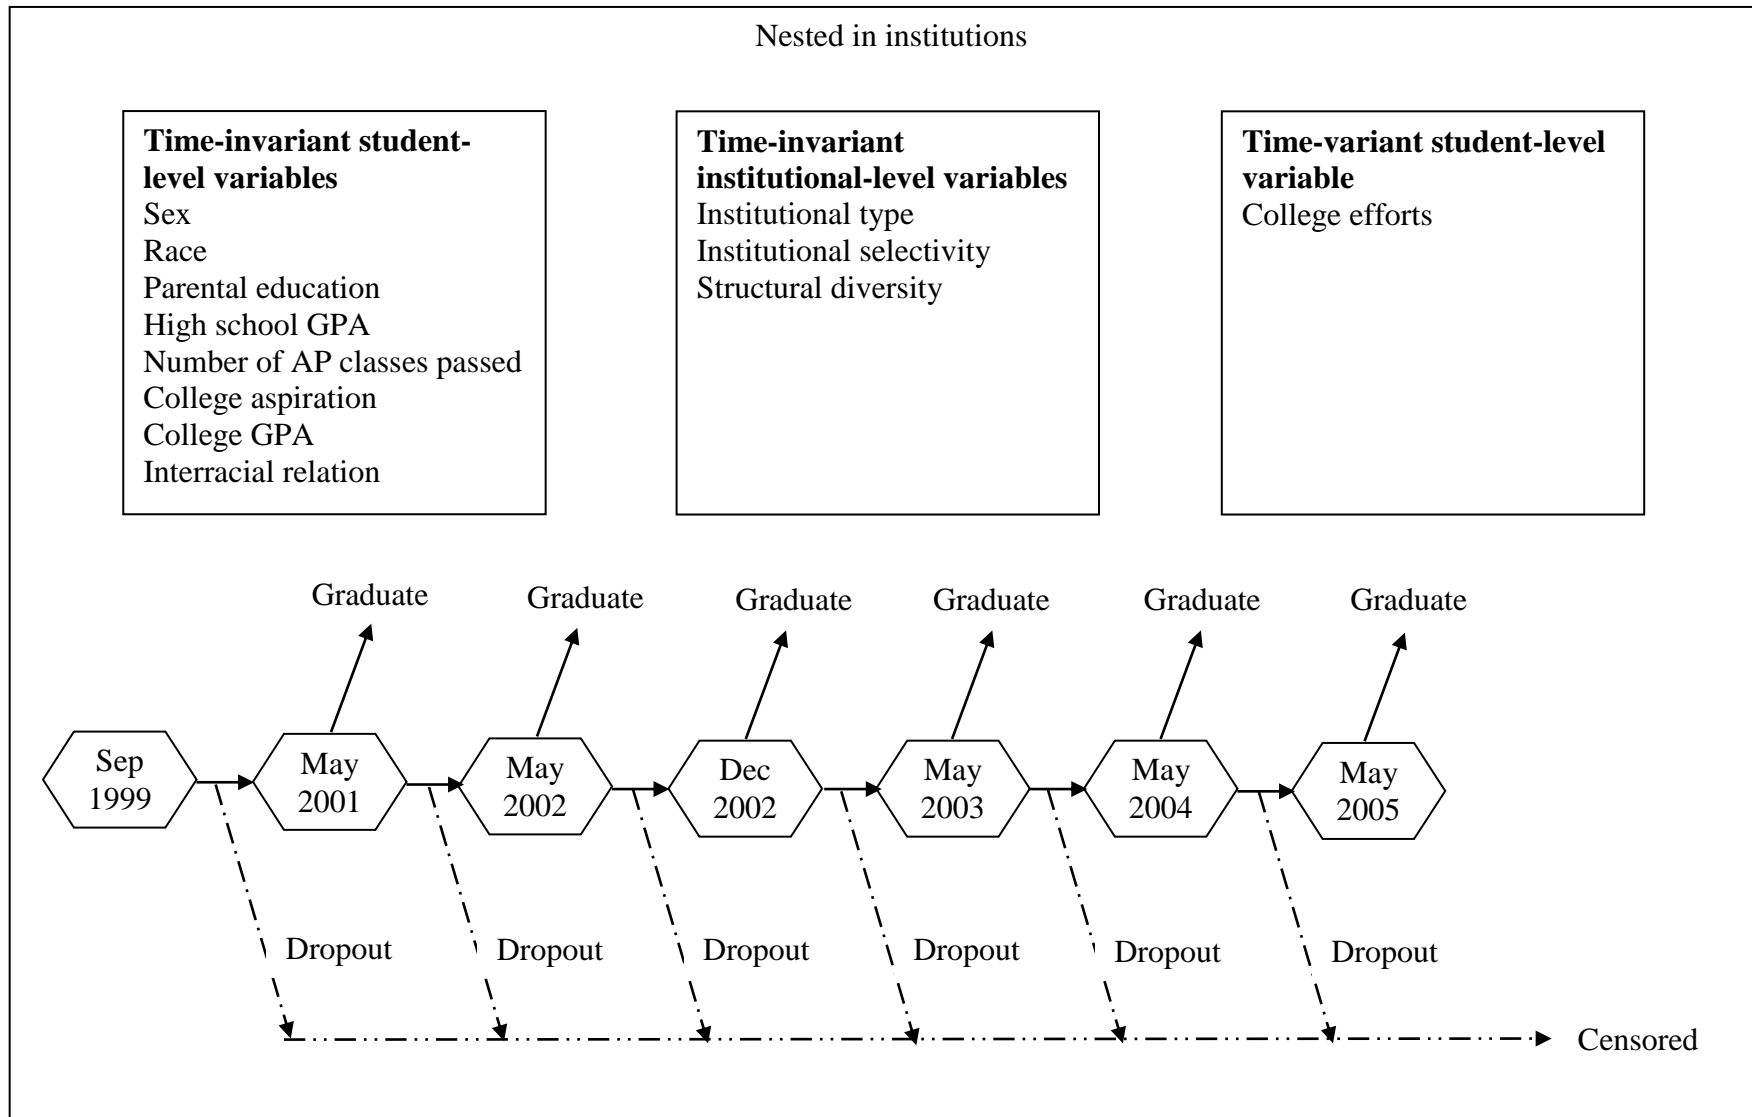 Nested in institutions
Time-invariant student-
level variables
Sex
Race
Parental education
High school GPA
Number of AP classes passed
College aspiration
College GPA
Interracial relation
Time-invariant
institutional-level variables
Institutional type
Institutional selectivity
Structural diversity
Time-variant student-level
variable
College efforts
Graduate
Graduate
Graduate
Graduate
Graduate
Graduate
Sep
1999
May
2001
May
2002
Dec
2002
May
2003
May
2004
May
2005
Dropout
Dropout
Dropout
Dropout
Dropout
Dropout
Censored